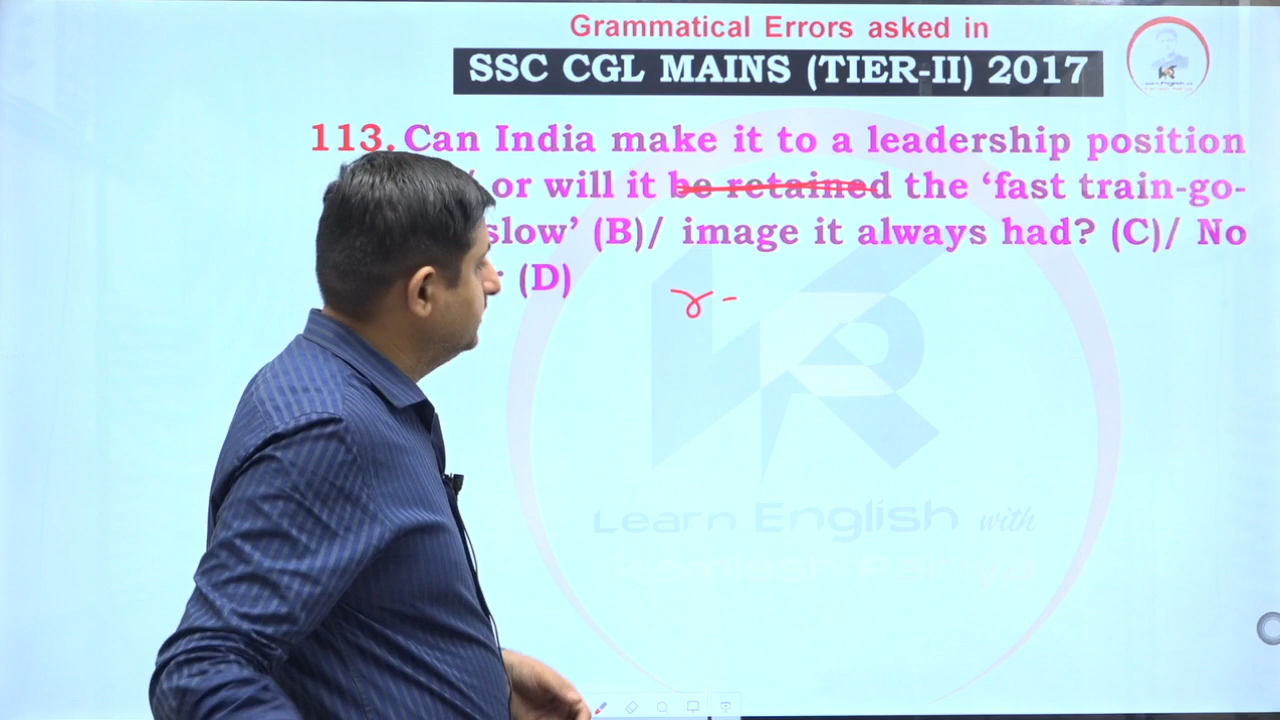 Grammatical Errors asked in
SSC CGL MAINS (TIER-II) 2017
113. Can India make it to a leadership position
/ or will it be retained the ‘fast train-go-
slow’ (B)/ image it always had? (C)/ No
(D)
Learn English with